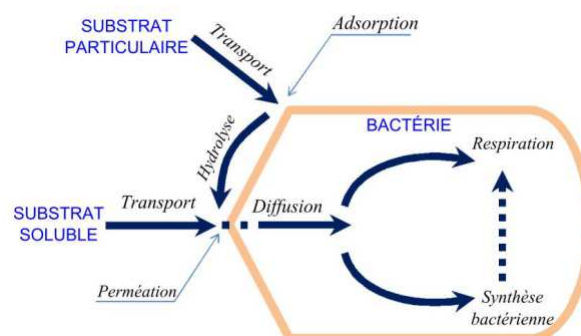 SUBSTRAT
PARTICULAIRE
Transport
Adsorption
Hydrolyse
BACTÉRIE
Respiration
SUBSTRAT
SOLUBLE
Transport
Diffusion
Perméation
Synthèse
bactérienne